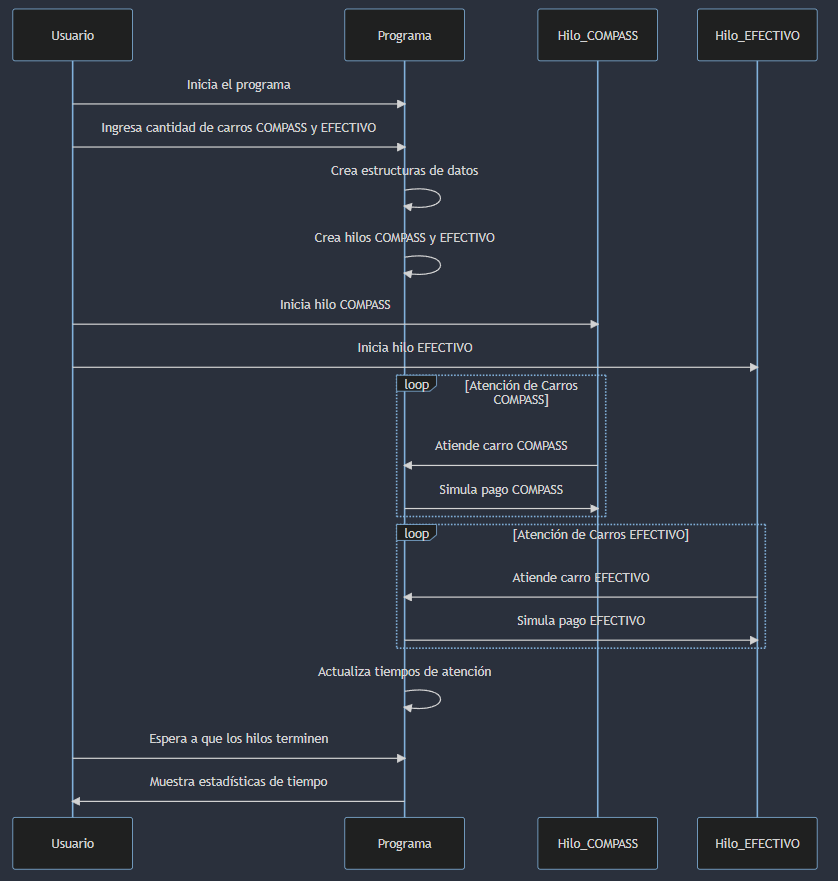 Usuario
Programa
Hilo_COMPASS
Hilo_EFECTIVO
Inicia el programa
Ingresa cantidad de carros COMPASS y EFECTIVO
Crea estructuras de datos
Crea hilos COMPASS y EFECTIVO
Inicia hilo COMPASS
Inicia hilo EFECTIVO
loop
[Atención de Carros
COMPASS]
Atiende carro COMPASS
Simula pago COMPASS
loop
[Atención de Carros EFECTIVO]
Atiende carro EFECTIVO
Simula pago EFECTIVO
Actualiza tiempos de atención
Espera a que los hilos terminen
Muestra estadísticas de tiempo
Usuario
Programa
Hilo_COMPASS
Hilo_EFECTIVO